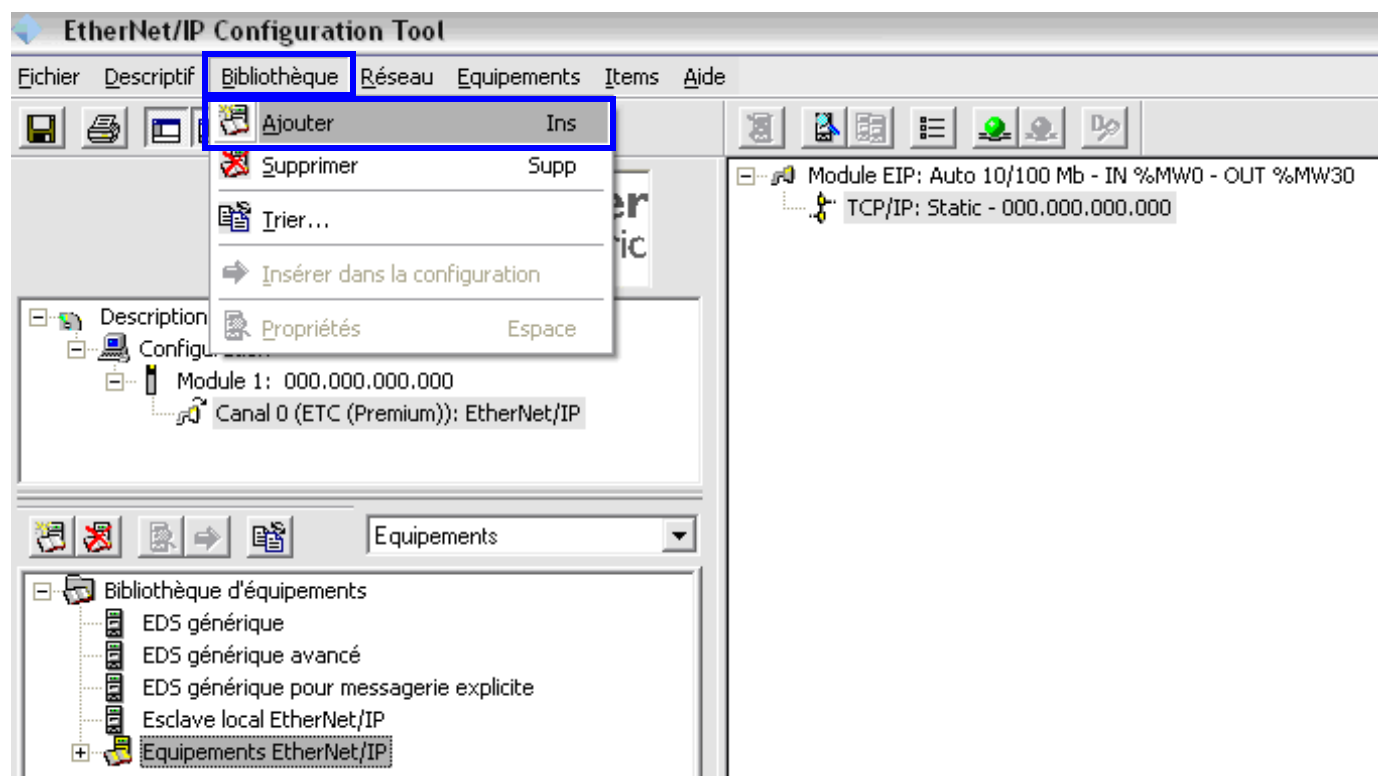 EtherNet/IP Configuration Tool
Fichier Descriptif Bibliothèque Réseau Equipements Items Aide
Ajouter Ins
Supprimer Supp
Trier...
Insérer dans la configuration
Propriétés Espace
Description
Module 1: 000.000.000.000
Canal 0 (ETC (Premium)): EtherNet/IP
Equipements
Bibliothèque d'équipements
EDS générique
EDS générique avancé
EDS générique pour messagerie explicite
Esclave local EtherNet/IP
Equipements EtherNet/IP
Module EIP: Auto 10/100 Mb - IN %MW0 - OUT %MW30
TCP/IP: Static - 000.000.000.000